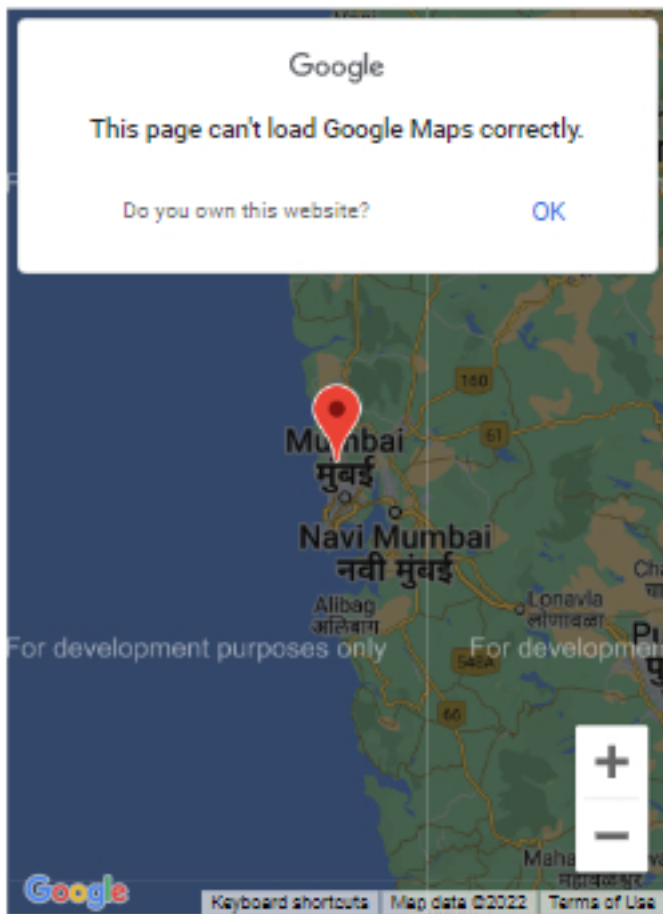 Google
This page can't load Google Maps correctly.
Do you own this website? OK
160
61
Mumbai
मुंबई
Navi Mumbai
नवी मुंबई
Alibag
अलिबाग
Lonavla
लोणावळा
For development purposes only
For development
548A
66
+
−
Google
Keyboard shortcuts Map data ©2022 Terms of Use